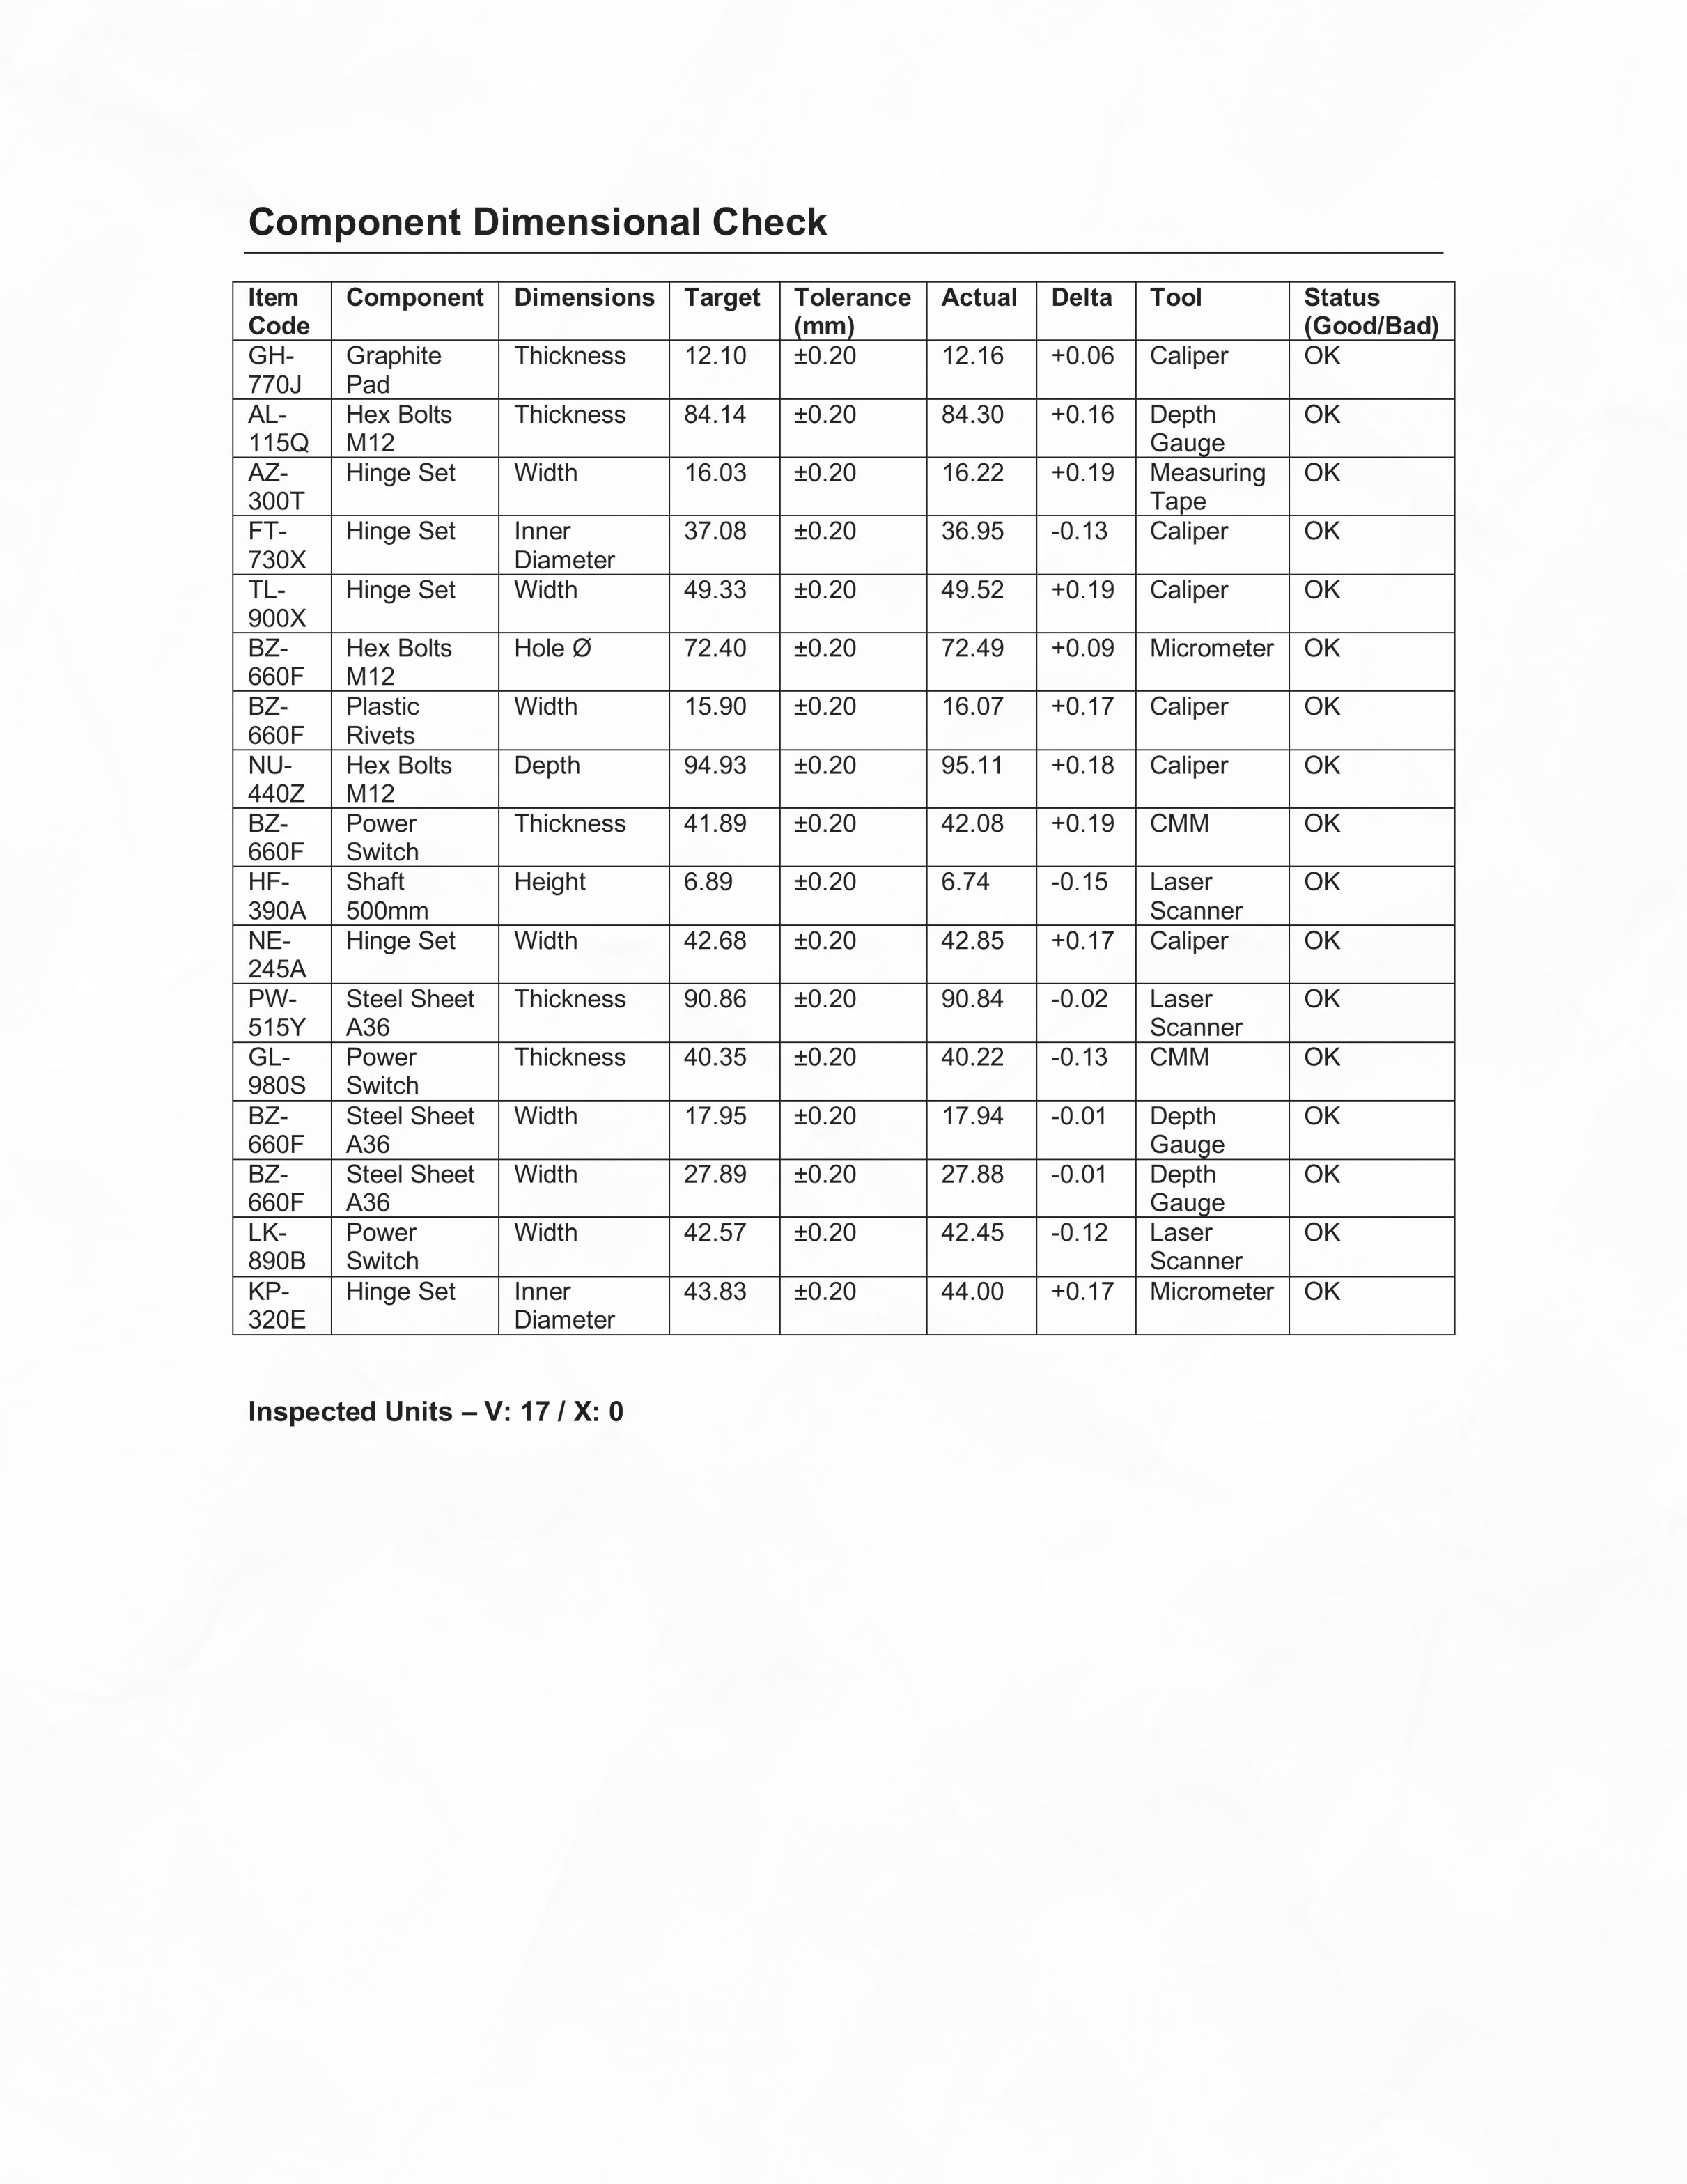 Component Dimensional Check
Item Code | Component | Dimensions | Target | Tolerance (mm) | Actual | Delta | Tool | Status (Good/Bad)
GH-770J | Graphite Pad | Thickness | 12.10 | ±0.20 | 12.16 | +0.06 | Caliper | OK
AL-115Q | Hex Bolts M12 | Thickness | 84.14 | ±0.20 | 84.30 | +0.16 | Depth Gauge | OK
AZ-300T | Hinge Set | Width | 16.03 | ±0.20 | 16.22 | +0.19 | Measuring Tape | OK
FT-730X | Hinge Set | Inner Diameter | 37.08 | ±0.20 | 36.95 | -0.13 | Caliper | OK
TL-900X | Hinge Set | Width | 49.33 | ±0.20 | 49.52 | +0.19 | Caliper | OK
BZ-660F | Hex Bolts M12 | Hole Ø | 72.40 | ±0.20 | 72.49 | +0.09 | Micrometer | OK
BZ-660F | Plastic Rivets | Width | 15.90 | ±0.20 | 16.07 | +0.17 | Caliper | OK
NU-440Z | Hex Bolts M12 | Depth | 94.93 | ±0.20 | 95.11 | +0.18 | Caliper | OK
BZ-660F | Power Switch | Thickness | 41.89 | ±0.20 | 42.08 | +0.19 | CMM | OK
HF-390A | Shaft 500mm | Height | 6.89 | ±0.20 | 6.74 | -0.15 | Laser Scanner | OK
NE-245A | Hinge Set | Width | 42.68 | ±0.20 | 42.85 | +0.17 | Caliper | OK
PW-515Y | Steel Sheet A36 | Thickness | 90.86 | ±0.20 | 90.84 | -0.02 | Laser Scanner | OK
GL-980S | Power Switch | Thickness | 40.35 | ±0.20 | 40.22 | -0.13 | CMM | OK
BZ-660F | Steel Sheet A36 | Width | 17.95 | ±0.20 | 17.94 | -0.01 | Depth Gauge | OK
BZ-660F | Steel Sheet A36 | Width | 27.89 | ±0.20 | 27.88 | -0.01 | Depth Gauge | OK
LK-890B | Power Switch | Width | 42.57 | ±0.20 | 42.45 | -0.12 | Laser Scanner | OK
KP-320E | Hinge Set | Inner Diameter | 43.83 | ±0.20 | 44.00 | +0.17 | Micrometer | OK
Inspected Units – V: 17 / X: 0